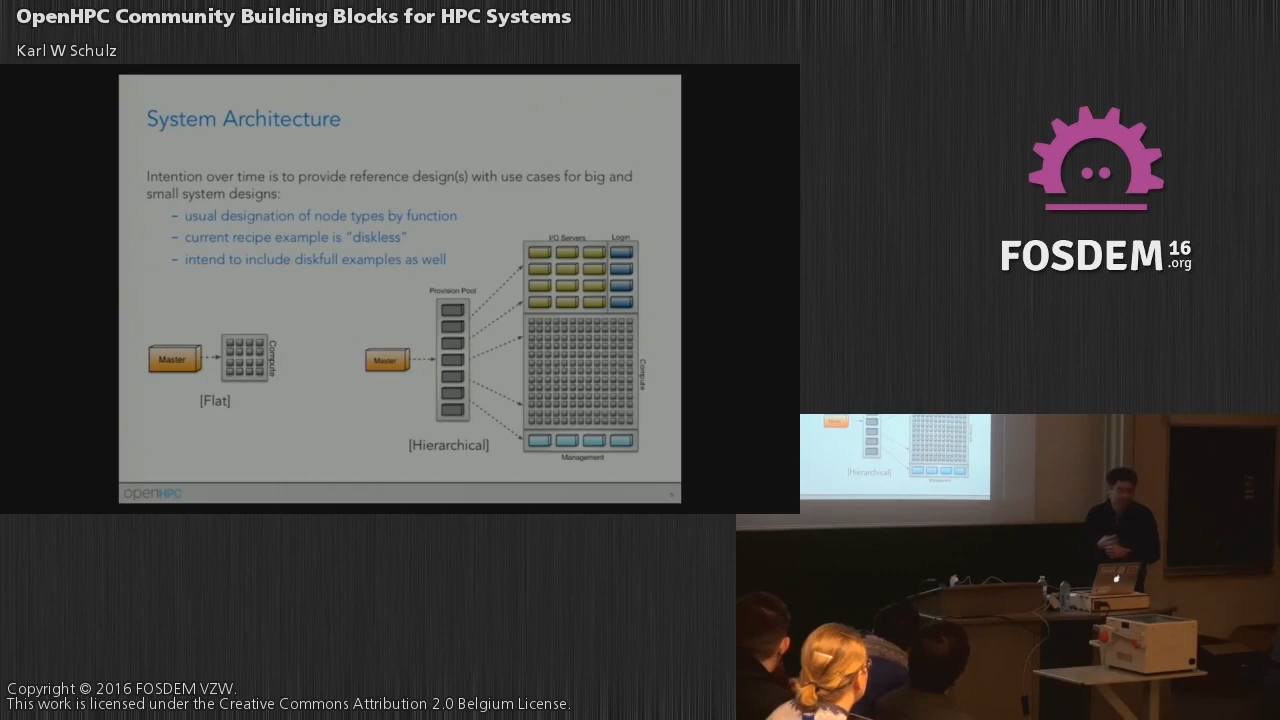 OpenHPC Community Building Blocks for HPC Systems
Karl W Schulz
System Architecture
Intention over time is to provide reference design(s) with use cases for big and
small system designs:
– usual designation of node types by function
– current recipe example is "diskless"
– intend to include diskfull examples as well
I/O Servers
Login
Provision Pool
Master
Compute
[Flat]
Master
Compute
[Hierarchical]
Management
openHPC
5
FOSDEM 16
.org
[Hierarchical]
Copyright © 2016 FOSDEM VZW.
This work is licensed under the Creative Commons Attribution 2.0 Belgium License.